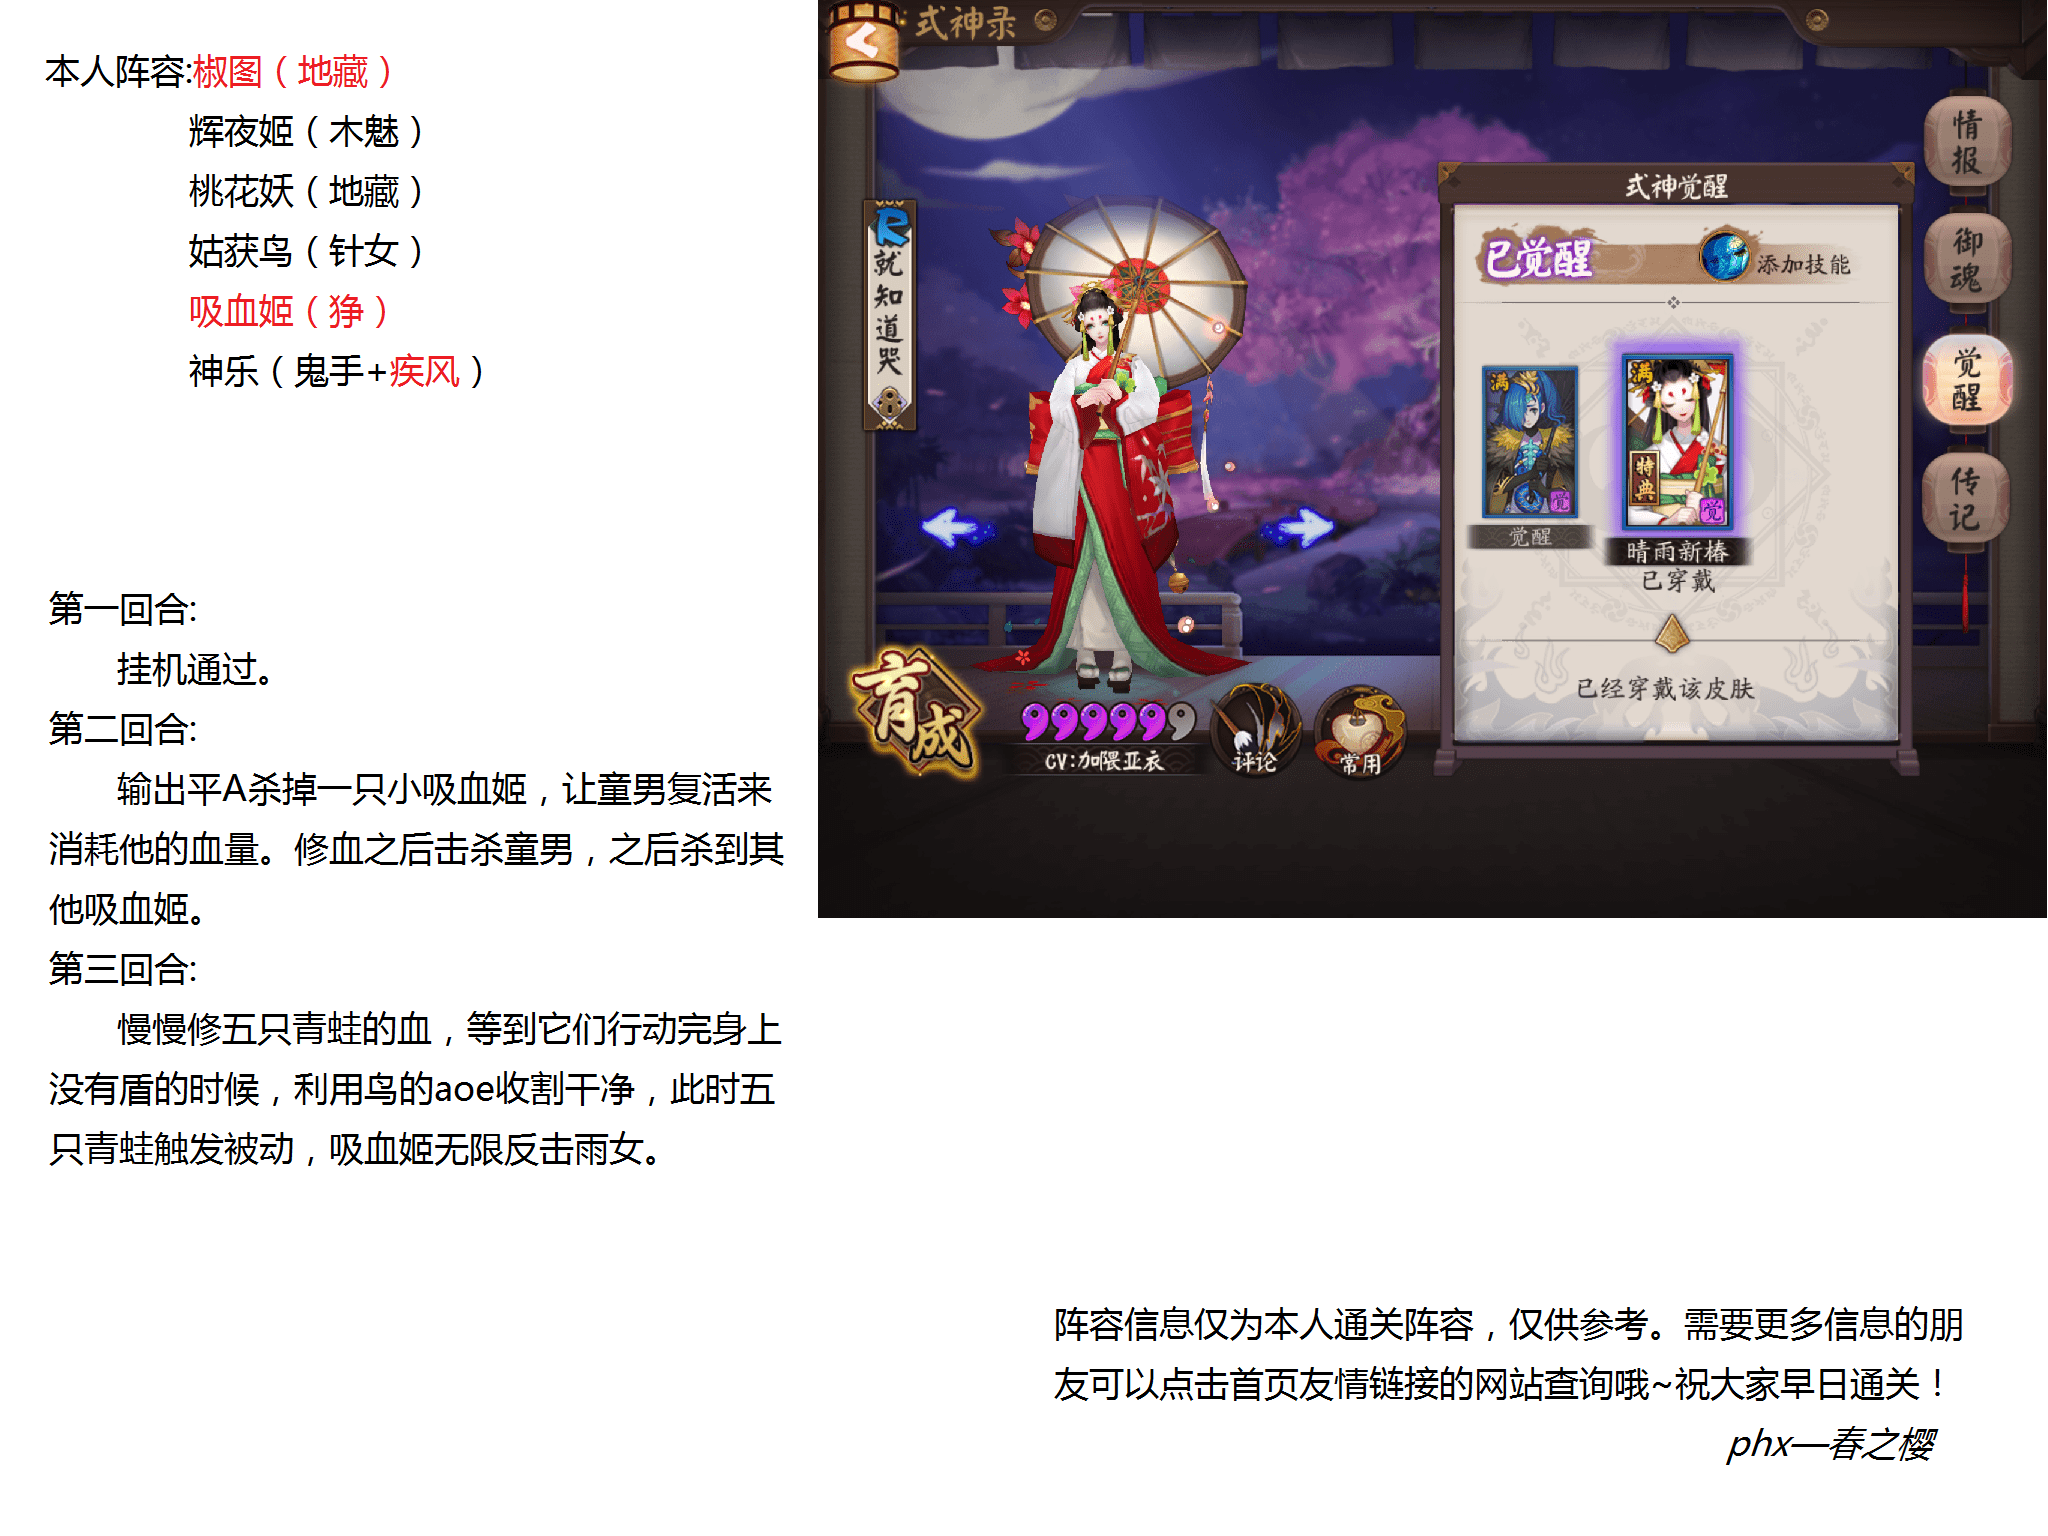 本人阵容:椒图（地藏）
辉夜姬（木魅）
桃花妖（地藏）
姑获鸟（针女）
吸血姬（狰）
神乐（鬼手+疾风）
第一回合:
挂机通过。
第二回合:
输出平A杀掉一只小吸血姬，让童男复活来
消耗他的血量。修血之后击杀童男，之后杀到其
他吸血姬。
第三回合:
慢慢修五只青蛙的血，等到它们行动完身上
没有盾的时候，利用鸟的aoe收割干净，此时五
只青蛙触发被动，吸血姬无限反击雨女。
式神录
R
就知道哭
育成
CV:加隈亚衣
评论
常用
式神觉醒
已觉醒
添加技能
满
觉
觉醒
满
特典
觉
晴雨新椿
已穿戴
已经穿戴该皮肤
情报
御魂
觉醒
传记
阵容信息仅为本人通关阵容，仅供参考。需要更多信息的朋
友可以点击首页友情链接的网站查询哦~祝大家早日通关！
phx—春之樱